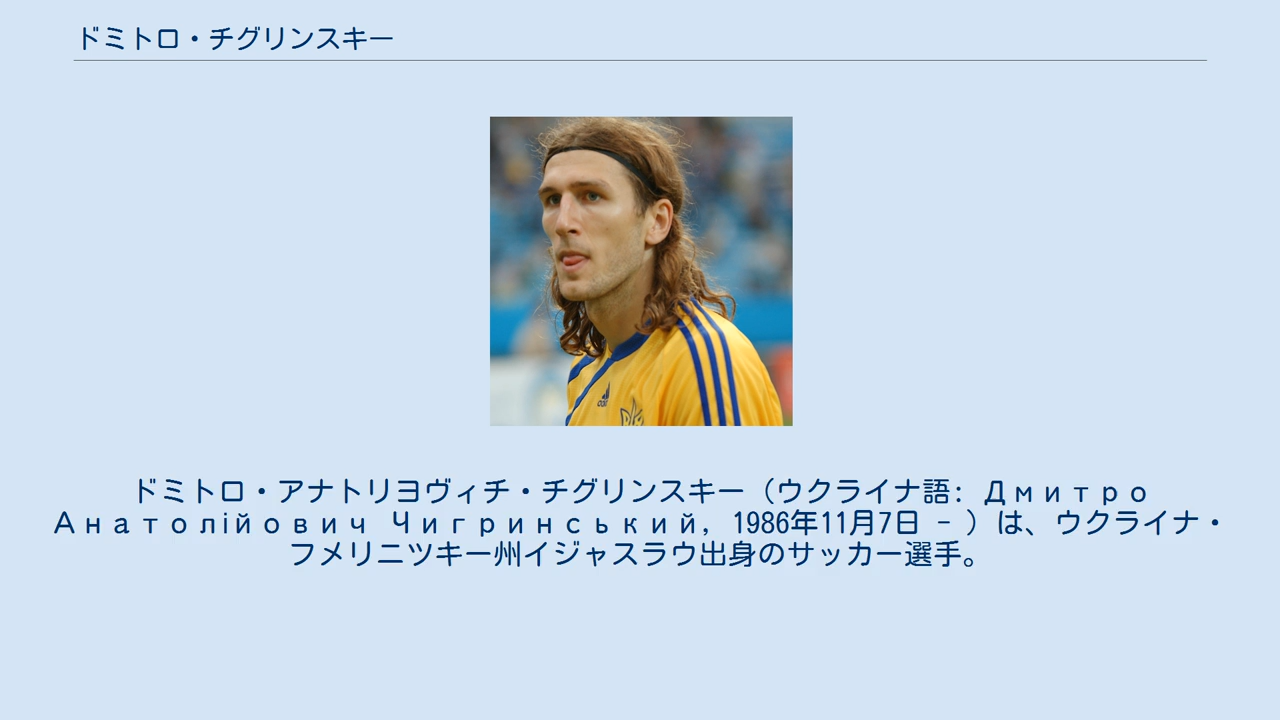 ドミトロ・チグリンスキー
ドミトロ・アナトリヨヴィチ・チグリンスキー（ウクライナ語: Дмитро
Анатолійович Чигринський, 1986年11月7日 - ）は、ウクライナ・
フメリニツキー州イジャスラウ出身のサッカー選手。